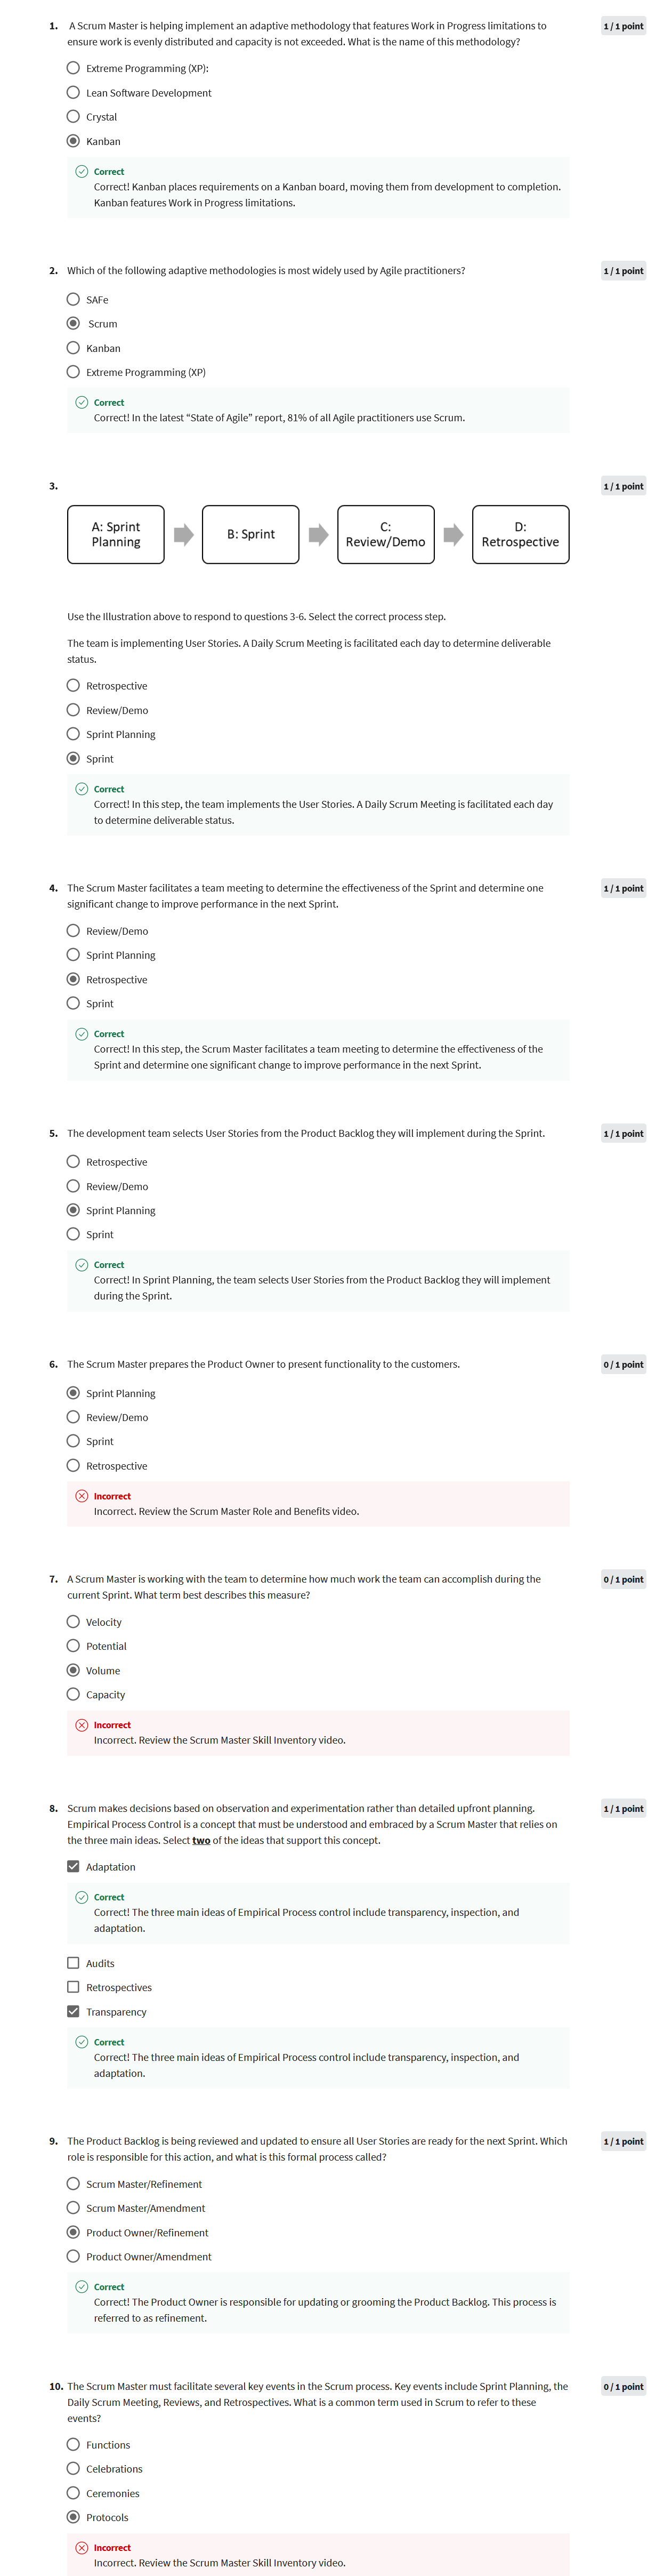 1. A Scrum Master is helping implement an adaptive methodology that features Work in Progress limitations to
ensure work is evenly distributed and capacity is not exceeded. What is the name of this methodology?
1 / 1 point
Extreme Programming (XP):
Lean Software Development
Crystal
Kanban
Correct
Correct! Kanban places requirements on a Kanban board, moving them from development to completion.
Kanban features Work in Progress limitations.
2. Which of the following adaptive methodologies is most widely used by Agile practitioners?
1 / 1 point
SAFe
Scrum
Kanban
Extreme Programming (XP)
Correct
Correct! In the latest “State of Agile” report, 81% of all Agile practitioners use Scrum.
3.
1 / 1 point
A: Sprint
Planning
B: Sprint
C:
Review/Demo
D:
Retrospective
Use the Illustration above to respond to questions 3-6. Select the correct process step.
The team is implementing User Stories. A Daily Scrum Meeting is facilitated each day to determine deliverable
status.
Retrospective
Review/Demo
Sprint Planning
Sprint
Correct
Correct! In this step, the team implements the User Stories. A Daily Scrum Meeting is facilitated each day
to determine deliverable status.
4. The Scrum Master facilitates a team meeting to determine the effectiveness of the Sprint and determine one
significant change to improve performance in the next Sprint.
1 / 1 point
Review/Demo
Sprint Planning
Retrospective
Sprint
Correct
Correct! In this step, the Scrum Master facilitates a team meeting to determine the effectiveness of the
Sprint and determine one significant change to improve performance in the next Sprint.
5. The development team selects User Stories from the Product Backlog they will implement during the Sprint.
1 / 1 point
Retrospective
Review/Demo
Sprint Planning
Sprint
Correct
Correct! In Sprint Planning, the team selects User Stories from the Product Backlog they will implement
during the Sprint.
6. The Scrum Master prepares the Product Owner to present functionality to the customers.
0 / 1 point
Sprint Planning
Review/Demo
Sprint
Retrospective
Incorrect
Incorrect. Review the Scrum Master Role and Benefits video.
7. A Scrum Master is working with the team to determine how much work the team can accomplish during the
current Sprint. What term best describes this measure?
0 / 1 point
Velocity
Potential
Volume
Capacity
Incorrect
Incorrect. Review the Scrum Master Skill Inventory video.
8. Scrum makes decisions based on observation and experimentation rather than detailed upfront planning.
Empirical Process Control is a concept that must be understood and embraced by a Scrum Master that relies on
the three main ideas. Select two of the ideas that support this concept.
1 / 1 point
Adaptation
Correct
Correct! The three main ideas of Empirical Process control include transparency, inspection, and
adaptation.
Audits
Retrospectives
Transparency
Correct
Correct! The three main ideas of Empirical Process control include transparency, inspection, and
adaptation.
9. The Product Backlog is being reviewed and updated to ensure all User Stories are ready for the next Sprint. Which
role is responsible for this action, and what is this formal process called?
1 / 1 point
Scrum Master/Refinement
Scrum Master/Amendment
Product Owner/Refinement
Product Owner/Amendment
Correct
Correct! The Product Owner is responsible for updating or grooming the Product Backlog. This process is
referred to as refinement.
10. The Scrum Master must facilitate several key events in the Scrum process. Key events include Sprint Planning, the
Daily Scrum Meeting, Reviews, and Retrospectives. What is a common term used in Scrum to refer to these
events?
0 / 1 point
Functions
Celebrations
Ceremonies
Protocols
Incorrect
Incorrect. Review the Scrum Master Skill Inventory video.